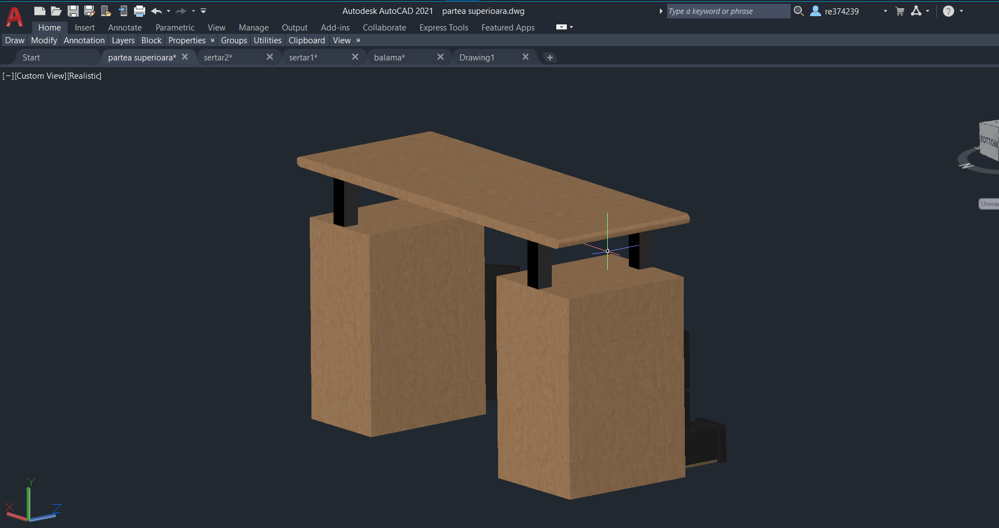 Autodesk AutoCAD 2021 partea superioara.dwg
Type a keyword or phrase
re374239
?
Home Insert Annotate Parametric View Manage Output Add-ins Collaborate Express Tools Featured Apps
Draw Modify Annotation Layers Block Properties Groups Utilities Clipboard View
Start partea superioara* sertar2* sertar1* balama* Drawing1
[−][Custom View][Realistic]
BOTTOM
N
Unna
Y
X Z